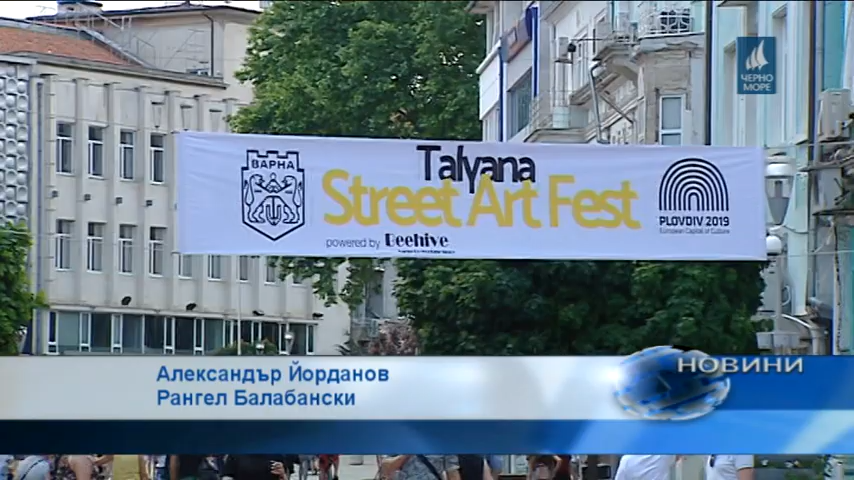 ЧЕРНО
МОРЕ
ВАРНА
Talyana
Street Art Fest
powered by Beehive
PLOVDIV 2019
European Capital of Culture
НОВИНИ
Александър Йорданов
Рангел Балабански